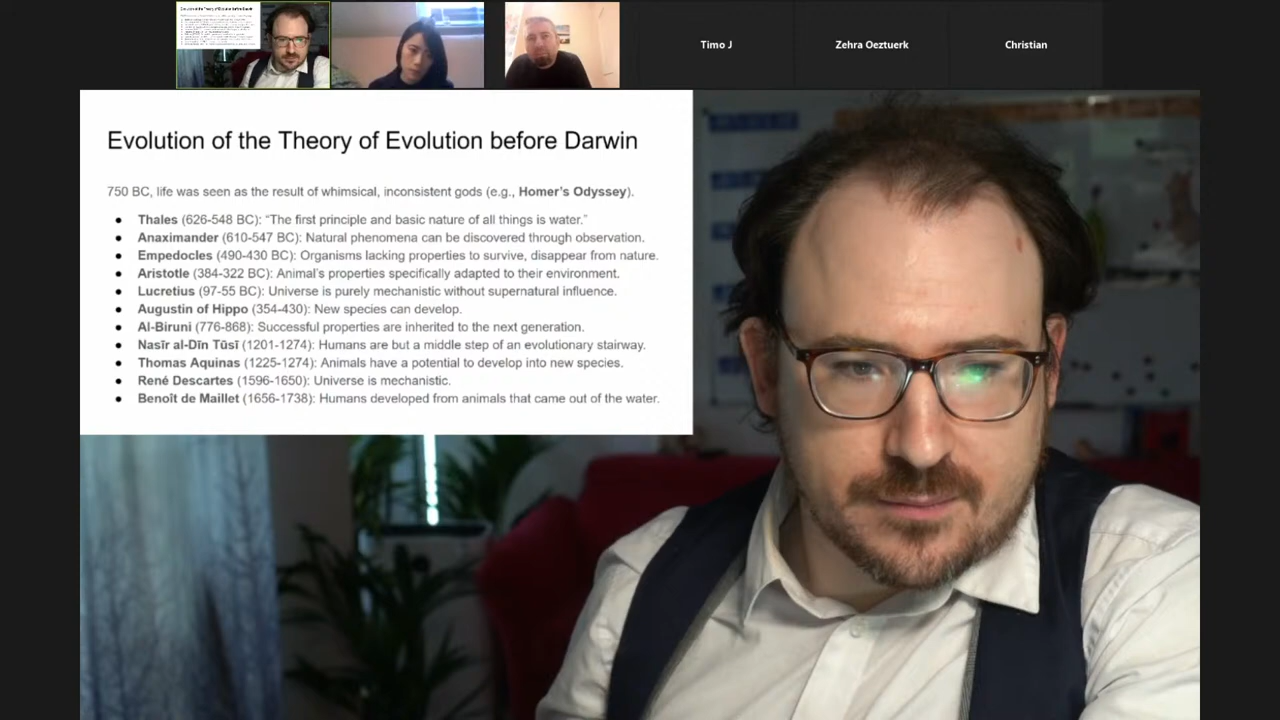 Timo J
Zehra Oeztuerk
Christian
Evolution of the Theory of Evolution before Darwin
750 BC, life was seen as the result of whimsical, inconsistent gods (e.g., Homer's Odyssey).
● Thales (626-548 BC): “The first principle and basic nature of all things is water.”
● Anaximander (610-547 BC): Natural phenomena can be discovered through observation.
● Empedocles (490-430 BC): Organisms lacking properties to survive, disappear from nature.
● Aristotle (384-322 BC): Animal's properties specifically adapted to their environment.
● Lucretius (97-55 BC): Universe is purely mechanistic without supernatural influence.
● Augustin of Hippo (354-430): New species can develop.
● Al-Biruni (776-868): Successful properties are inherited to the next generation.
● Nasīr al-Dīn Tūsī (1201-1274): Humans are but a middle step of an evolutionary stairway.
● Thomas Aquinas (1225-1274): Animals have a potential to develop into new species.
● René Descartes (1596-1650): Universe is mechanistic.
● Benoît de Maillet (1656-1738): Humans developed from animals that came out of the water.